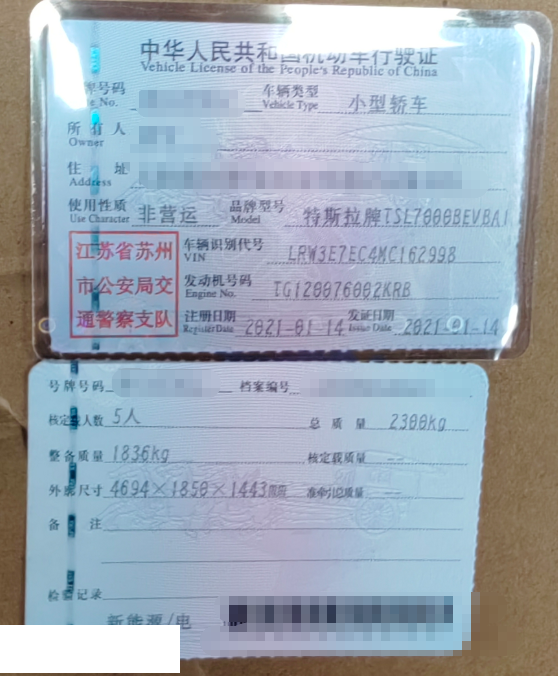 中华人民共和国机动车行驶证
Vehicle License of the People's Republic of China
牌号码 车辆类型 小型轿车
No. Vehicle Type
所有人
Owner
住址
Address
使用性质 非营运 品牌型号 特斯拉牌TSL7000BEVBA1
Use Character Model
江苏省苏州
市公安局交
通警察支队
车辆识别代号 LRW3E7EC4MC162998
VIN
发动机号码 TG120076002KRB
Engine No.
注册日期 2021-01-14 发证日期 2021-01-14
Register Date Issue Date
号牌号码 档案编号
核定载人数 5人 总质量 2300kg
整备质量 1836kg 核定载质量 --
外廓尺寸 4694×1850×1443mm 准牵引总质量 --
备注
检验记录
新能源/电